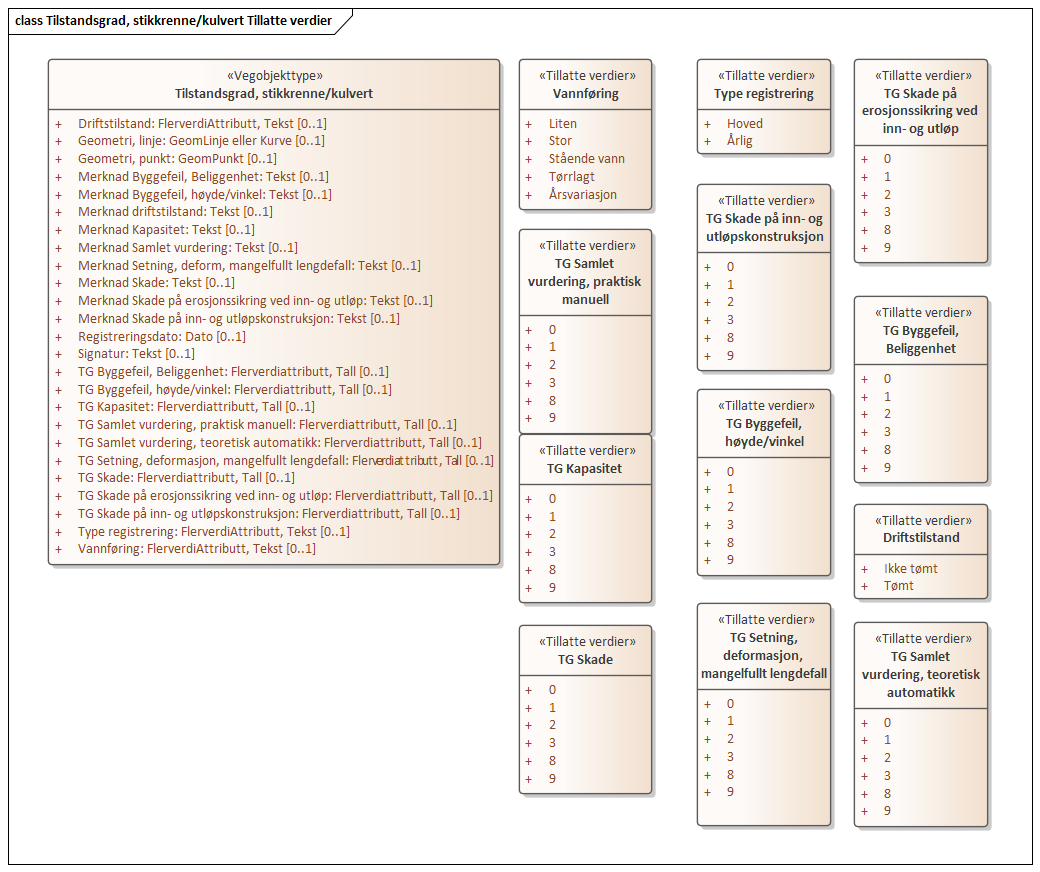 class Tilstandsgrad, stikkrenne/kulvert Tillatte verdier
«Vegobjekttype»
Tilstandsgrad, stikkrenne/kulvert
+ Driftstilstand: FlerverdiAttributt, Tekst [0..1]
+ Geometri, linje: GeomLinje eller Kurve [0..1]
+ Geometri, punkt: GeomPunkt [0..1]
+ Merknad Byggefeil, Beliggenhet: Tekst [0..1]
+ Merknad Byggefeil, høyde/vinkel: Tekst [0..1]
+ Merknad driftstilstand: Tekst [0..1]
+ Merknad Kapasitet: Tekst [0..1]
+ Merknad Samlet vurdering: Tekst [0..1]
+ Merknad Setning, deform, mangelfullt lengdefall: Tekst [0..1]
+ Merknad Skade: Tekst [0..1]
+ Merknad Skade på erosjonssikring ved inn- og utløp: Tekst [0..1]
+ Merknad Skade på inn- og utløpskonstruksjon: Tekst [0..1]
+ Registreringsdato: Dato [0..1]
+ Signatur: Tekst [0..1]
+ TG Byggefeil, Beliggenhet: Flerverdiattributt, Tall [0..1]
+ TG Byggefeil, høyde/vinkel: Flerverdiattributt, Tall [0..1]
+ TG Kapasitet: Flerverdiattributt, Tall [0..1]
+ TG Samlet vurdering, praktisk manuell: Flerverdiattributt, Tall [0..1]
+ TG Samlet vurdering, teoretisk automatikk: Flerverdiattributt, Tall [0..1]
+ TG Setning, deformasjon, mangelfullt lengdefall: Flerverdiattributt, Tall [0..1]
+ TG Skade: Flerverdiattributt, Tall [0..1]
+ TG Skade på erosjonssikring ved inn- og utløp: Flerverdiattributt, Tall [0..1]
+ TG Skade på inn- og utløpskonstruksjon: Flerverdiattributt, Tall [0..1]
+ Type registrering: FlerverdiAttributt, Tekst [0..1]
+ Vannføring: FlerverdiAttributt, Tekst [0..1]
«Tillatte verdier»
Vannføring
+ Liten
+ Stor
+ Stående vann
+ Tørrlagt
+ Årsvariasjon
«Tillatte verdier»
TG Samlet
vurdering, praktisk
manuell
+ 0
+ 1
+ 2
+ 3
+ 8
+ 9
«Tillatte verdier»
TG Kapasitet
+ 0
+ 1
+ 2
+ 3
+ 8
+ 9
«Tillatte verdier»
TG Skade
+ 0
+ 1
+ 2
+ 3
+ 8
+ 9
«Tillatte verdier»
Type registrering
+ Hoved
+ Årlig
«Tillatte verdier»
TG Skade på inn- og
utløpskonstruksjon
+ 0
+ 1
+ 2
+ 3
+ 8
+ 9
«Tillatte verdier»
TG Byggefeil,
høyde/vinkel
+ 0
+ 1
+ 2
+ 3
+ 8
+ 9
«Tillatte verdier»
TG Setning,
deformasjon,
mangelfullt lengdefall
+ 0
+ 1
+ 2
+ 3
+ 8
+ 9
«Tillatte verdier»
TG Skade på
erosjonssikring ved
inn- og utløp
+ 0
+ 1
+ 2
+ 3
+ 8
+ 9
«Tillatte verdier»
TG Byggefeil,
Beliggenhet
+ 0
+ 1
+ 2
+ 3
+ 8
+ 9
«Tillatte verdier»
Driftstilstand
+ Ikke tømt
+ Tømt
«Tillatte verdier»
TG Samlet
vurdering, teoretisk
automatikk
+ 0
+ 1
+ 2
+ 3
+ 8
+ 9